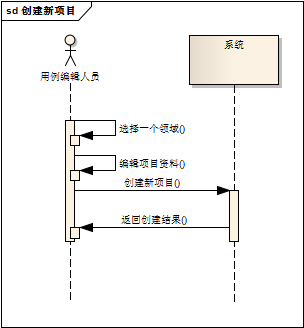 sd 创建新项目
用例编辑人员
系统
选择一个领域()
编辑项目资料()
创建新项目()
返回创建结果()